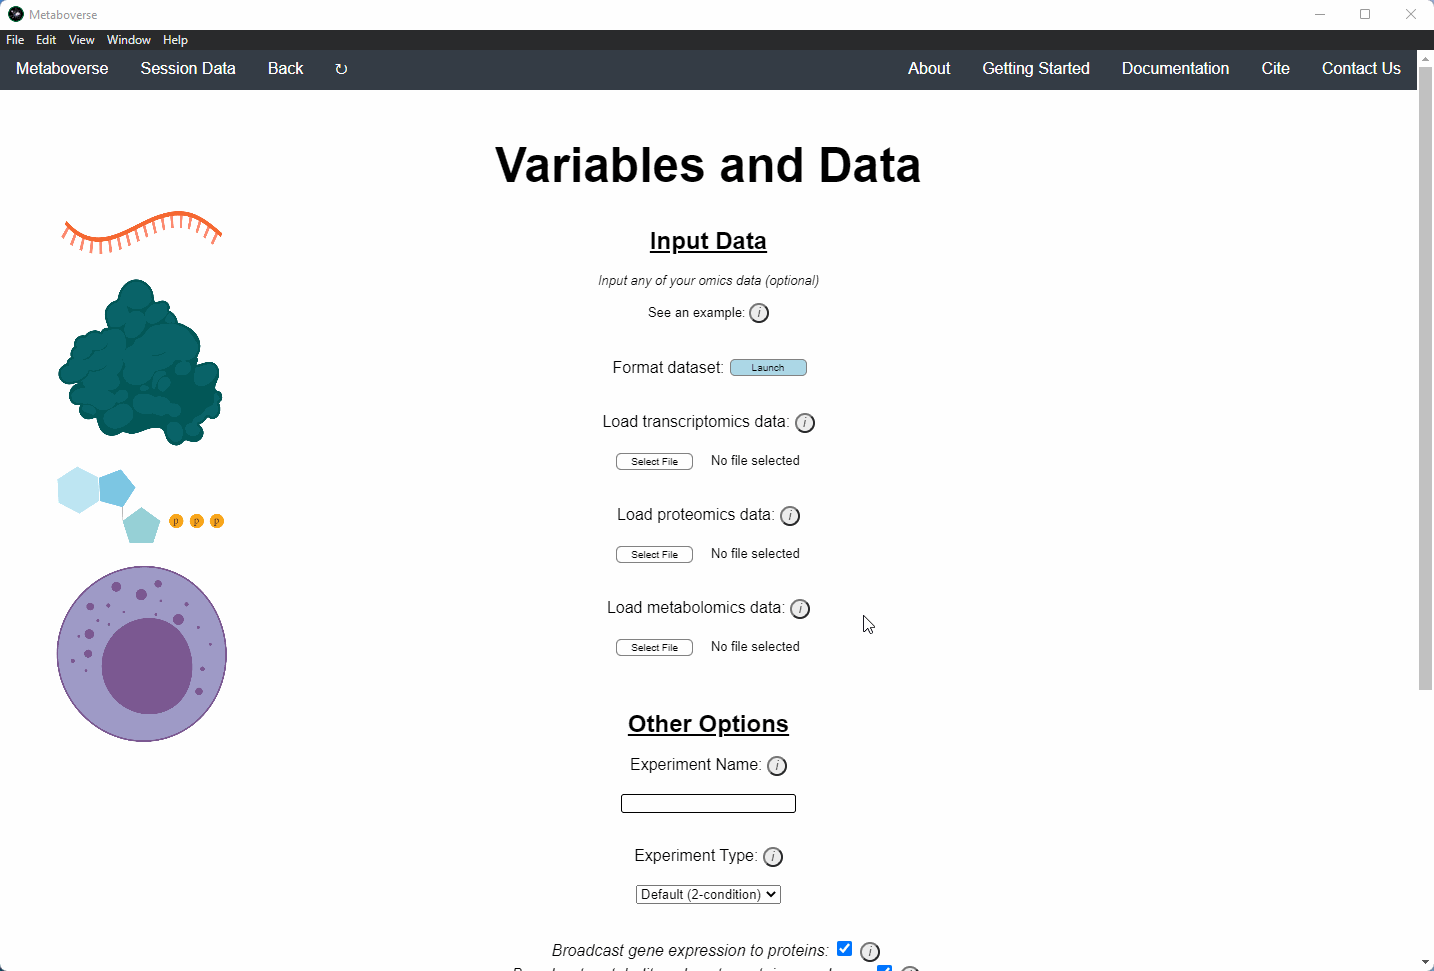 Metaboverse
File Edit View Window Help
Metaboverse Session Data Back ↻ About Getting Started Documentation Cite Contact Us
Variables and Data
Input Data
Input any of your omics data (optional)
See an example: i
Format dataset: Launch
Load transcriptomics data: i
Select File No file selected
Load proteomics data: i
Select File No file selected
p p p
Load metabolomics data: i
Select File No file selected
Other Options
Experiment Name: i
Experiment Type: i
Default (2-condition)
Broadcast gene expression to proteins: i